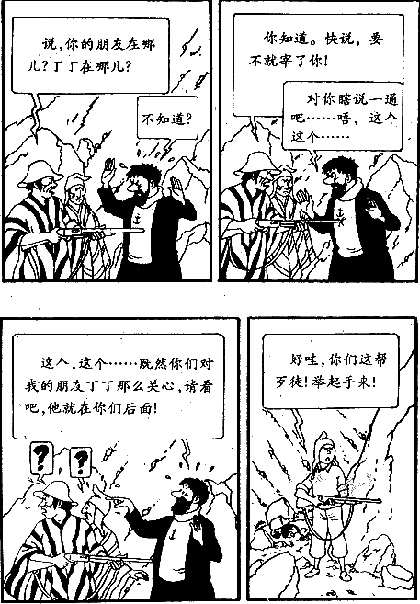 说,你的朋友在哪
儿?丁丁在哪儿?
不知道?
你知道。快说,要
不就宰了你!
对你瞎说一通
吧……唔,这个
这个……
这个、这个……既然你们对
我的朋友丁丁那么关心,请看
吧,他就在你们后面!
?
?
好哇,你们这帮
歹徒!举起手来!